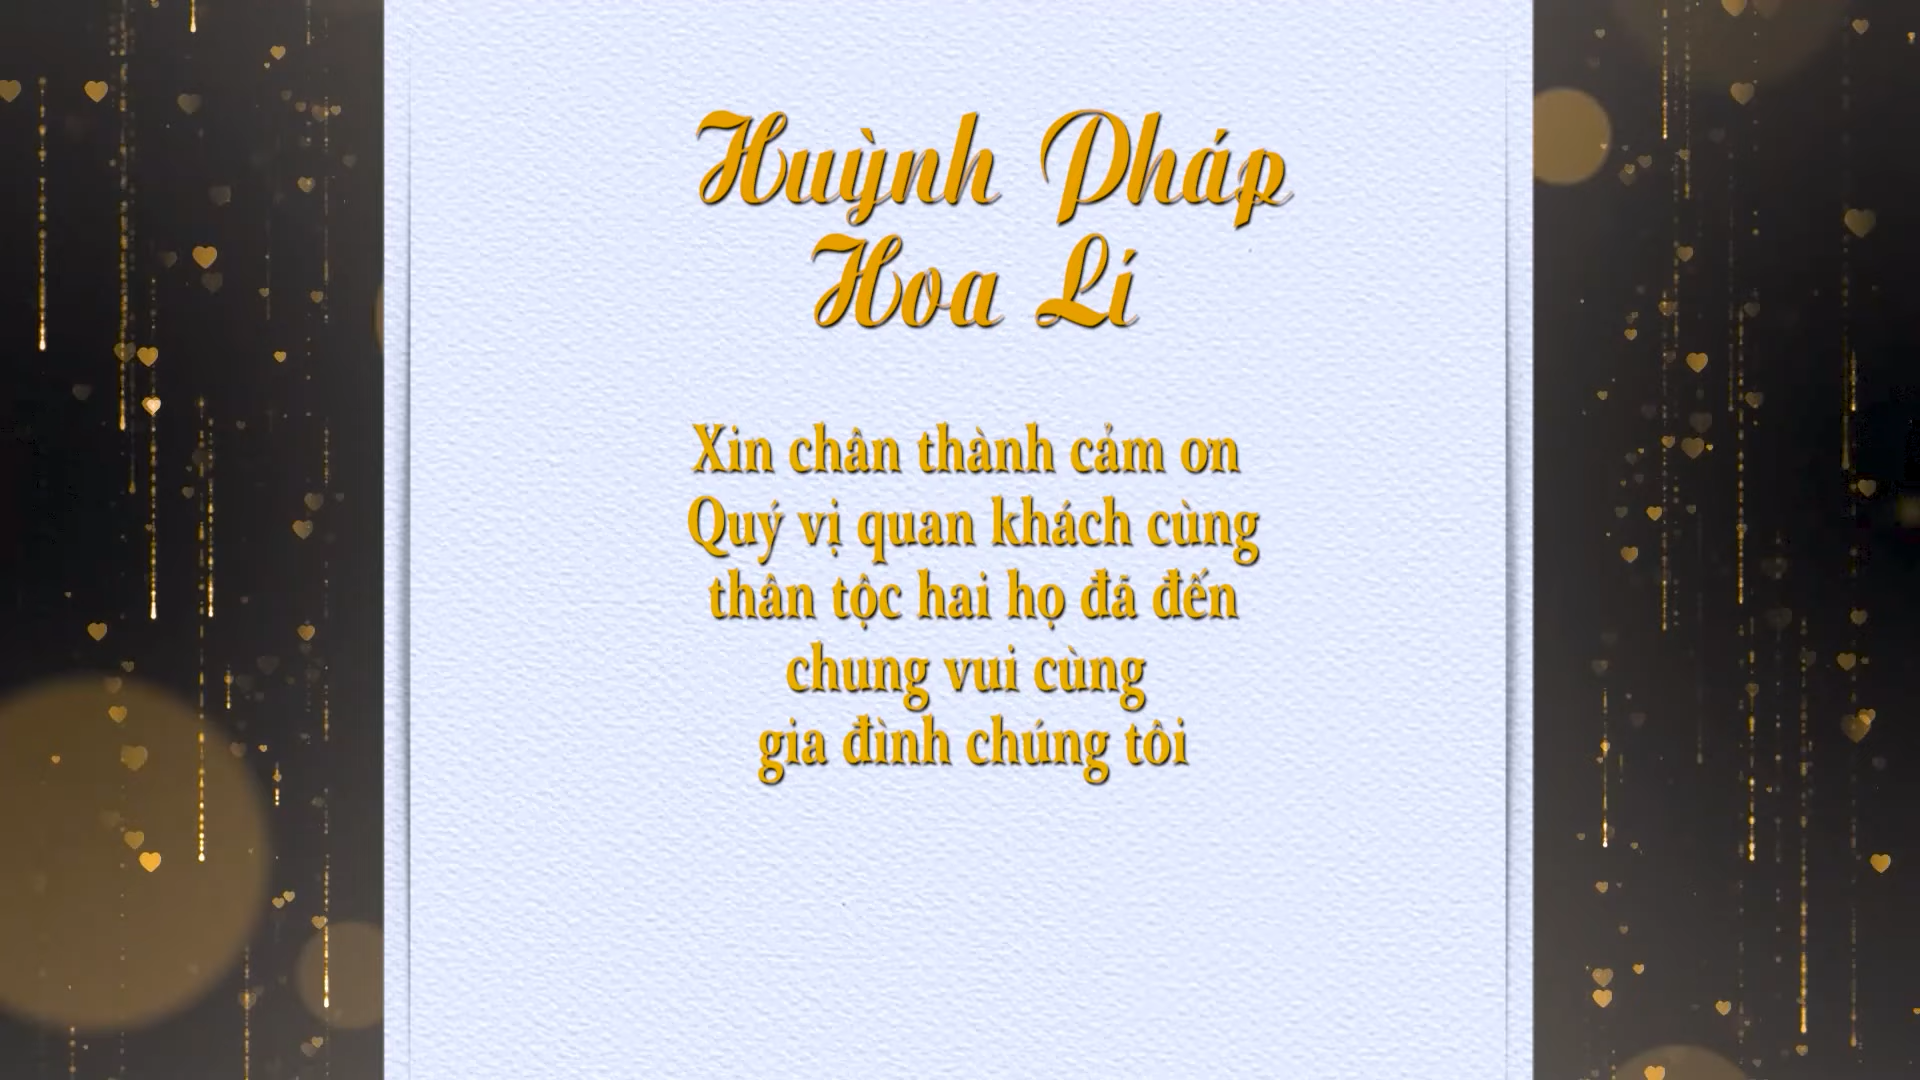 Huỳnh Pháp
Hoa Lí
Xin chân thành cảm ơn
Quý vị quan khách cùng
thân tộc hai họ đã đến
chung vui cùng
gia đình chúng tôi